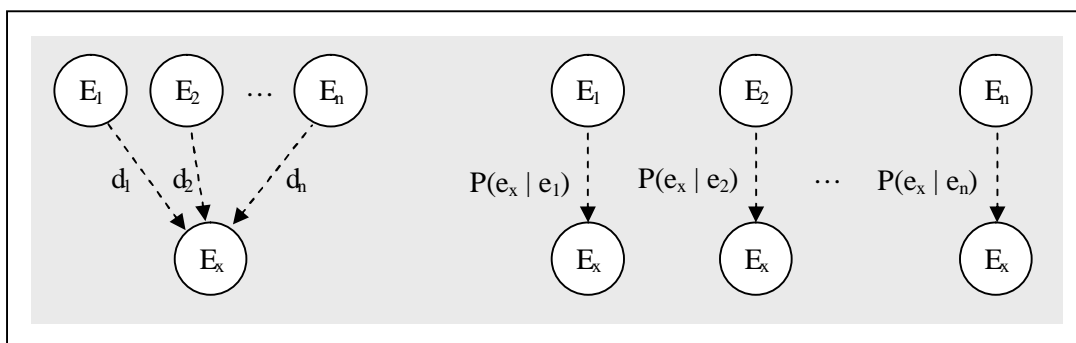 E₁ E₂ … Eₙ E₁ E₂ Eₙ
d₁ d₂ dₙ P(eₓ | e₁) P(eₓ | e₂) … P(eₓ | eₙ)
Eₓ Eₓ Eₓ Eₓ